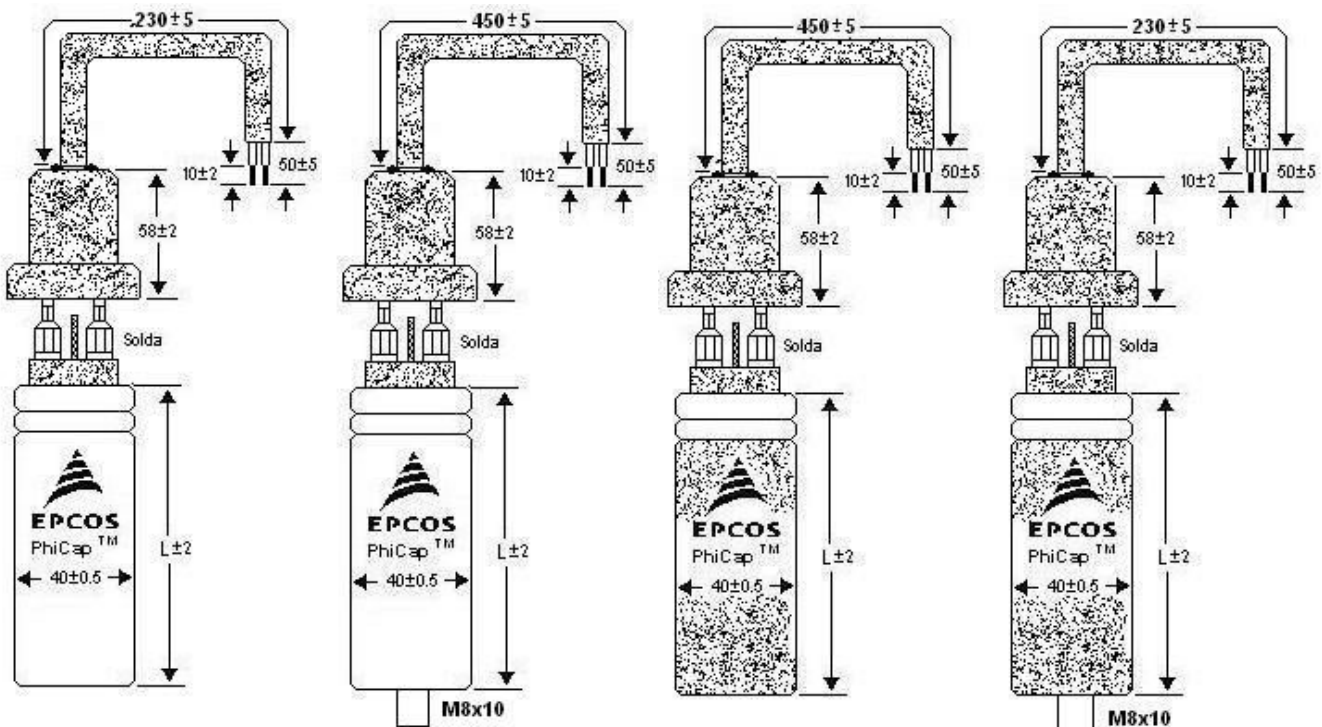 .230±5
10±2
50±5
58±2
Solda
EPCOS
PhiCap TM
40±0.5
L±2
450±5
10±2
50±5
58±2
Solda
EPCOS
PhiCap TM
40±0.5
L±2
M8x10
450±5
10±2
50±5
58±2
Solda
EPCOS
PhiCap TM
40±0.5
L±2
230±5
10±2
50±5
58±2
Solda
EPCOS
PhiCap TM
40±0.5
L±2
M8x10